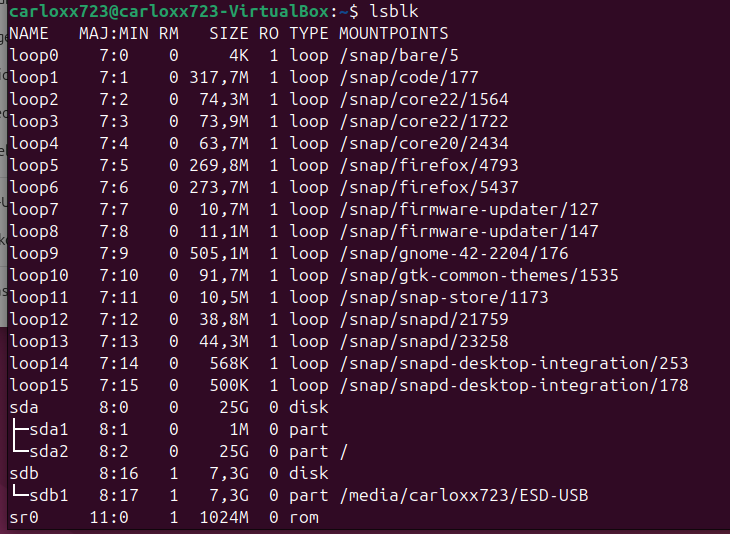 carloxx723@carloxx723-VirtualBox:~$ lsblk
NAME   MAJ:MIN RM   SIZE RO TYPE MOUNTPOINTS
loop0    7:0    0     4K  1 loop /snap/bare/5
loop1    7:1    0 317,7M  1 loop /snap/code/177
loop2    7:2    0  74,3M  1 loop /snap/core22/1564
loop3    7:3    0  73,9M  1 loop /snap/core22/1722
loop4    7:4    0  63,7M  1 loop /snap/core20/2434
loop5    7:5    0 269,8M  1 loop /snap/firefox/4793
loop6    7:6    0 273,7M  1 loop /snap/firefox/5437
loop7    7:7    0  10,7M  1 loop /snap/firmware-updater/127
loop8    7:8    0  11,1M  1 loop /snap/firmware-updater/147
loop9    7:9    0 505,1M  1 loop /snap/gnome-42-2204/176
loop10   7:10   0  91,7M  1 loop /snap/gtk-common-themes/1535
loop11   7:11   0  10,5M  1 loop /snap/snap-store/1173
loop12   7:12   0  38,8M  1 loop /snap/snapd/21759
loop13   7:13   0  44,3M  1 loop /snap/snapd/23258
loop14   7:14   0   568K  1 loop /snap/snapd-desktop-integration/253
loop15   7:15   0   500K  1 loop /snap/snapd-desktop-integration/178
sda      8:0    0    25G  0 disk
├─sda1   8:1    0     1M  0 part
└─sda2   8:2    0    25G  0 part /
sdb      8:16   1   7,3G  0 disk
└─sdb1   8:17   1   7,3G  0 part /media/carloxx723/ESD-USB
sr0     11:0    1  1024M  0 rom